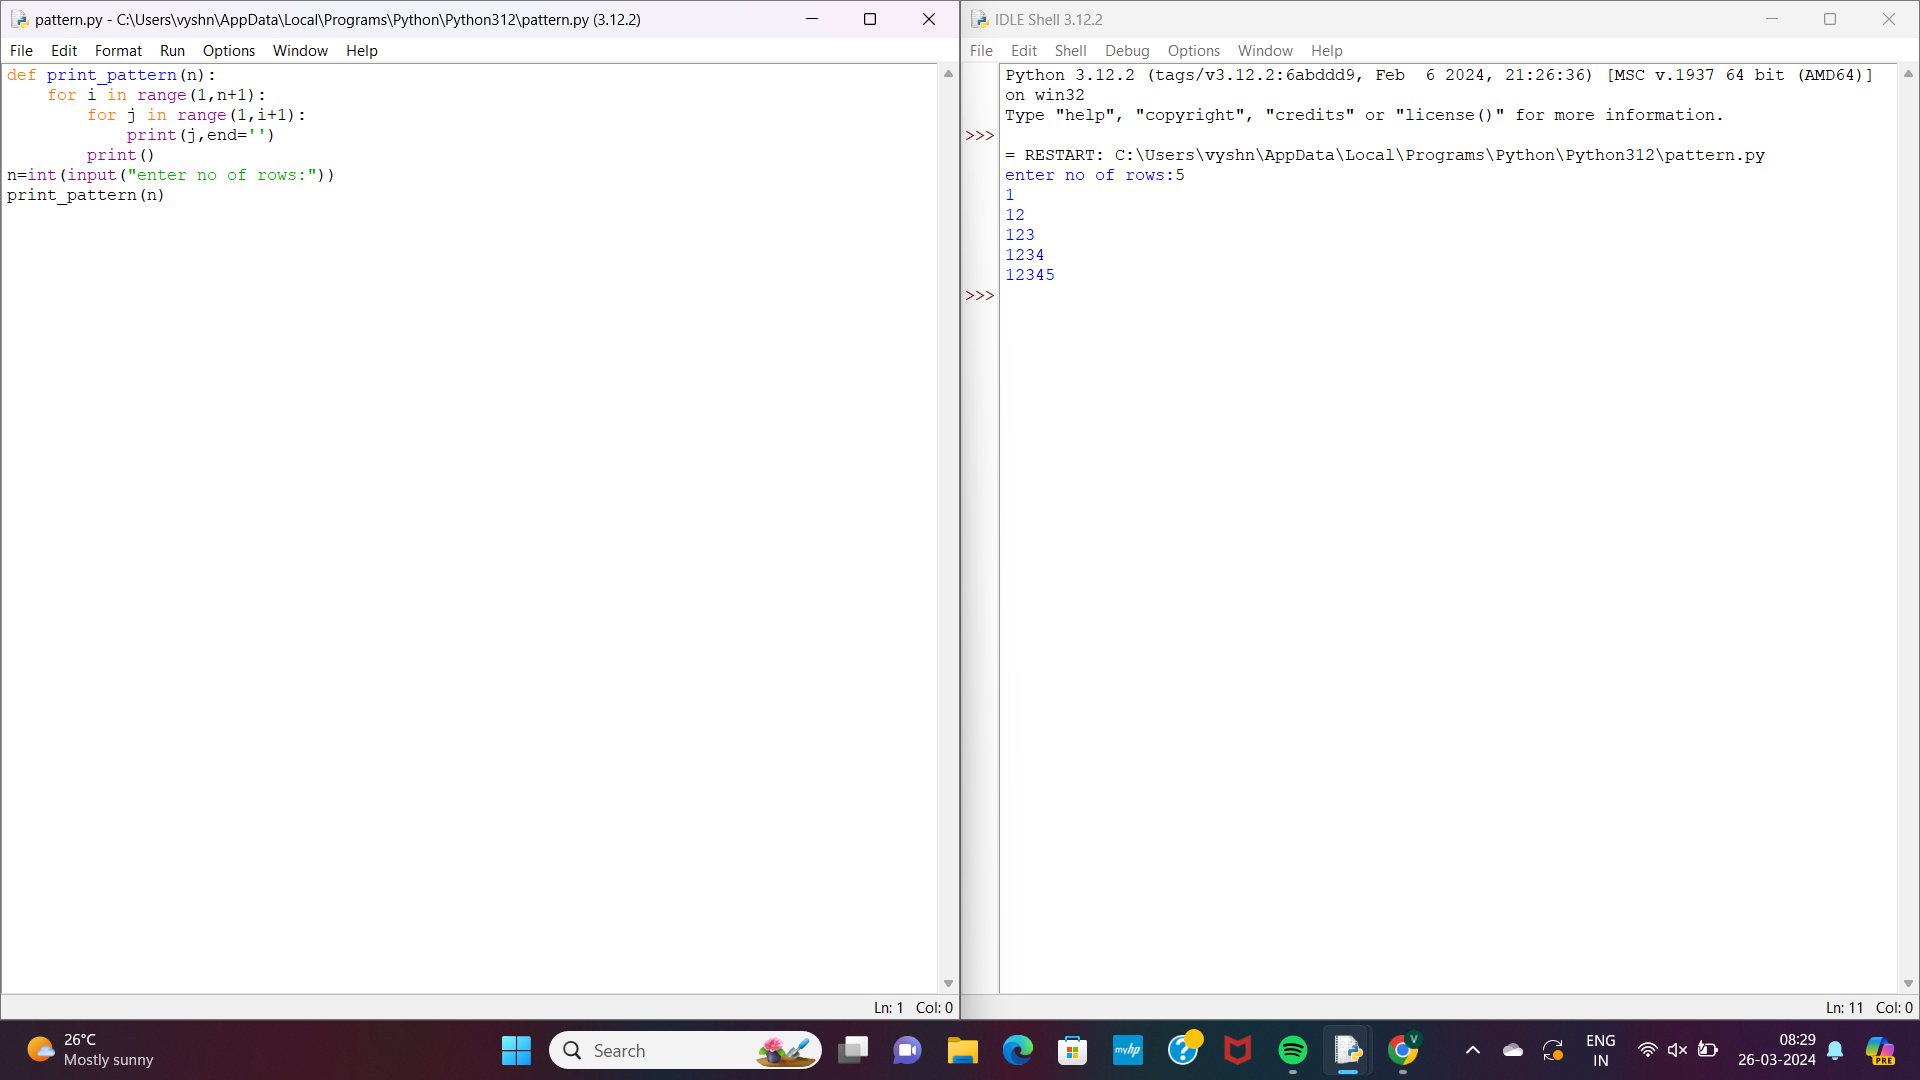 pattern.py - C:\Users\vyshn\AppData\Local\Programs\Python\Python312\pattern.py (3.12.2)
File Edit Format Run Options Window Help
def print_pattern(n):
    for i in range(1,n+1):
        for j in range(1,i+1):
            print(j,end='')
        print()
n=int(input("enter no of rows:"))
print_pattern(n)
Ln: 1 Col: 0
IDLE Shell 3.12.2
File Edit Shell Debug Options Window Help
Python 3.12.2 (tags/v3.12.2:6abddd9, Feb  6 2024, 21:26:36) [MSC v.1937 64 bit (AMD64)]
on win32
Type "help", "copyright", "credits" or "license()" for more information.
>>>
= RESTART: C:\Users\vyshn\AppData\Local\Programs\Python\Python312\pattern.py
enter no of rows:5
1
12
123
1234
12345
>>>
Ln: 11 Col: 0
26°C
Mostly sunny
Search
myhp
V
ENG
IN
08:29
26-03-2024
PRE